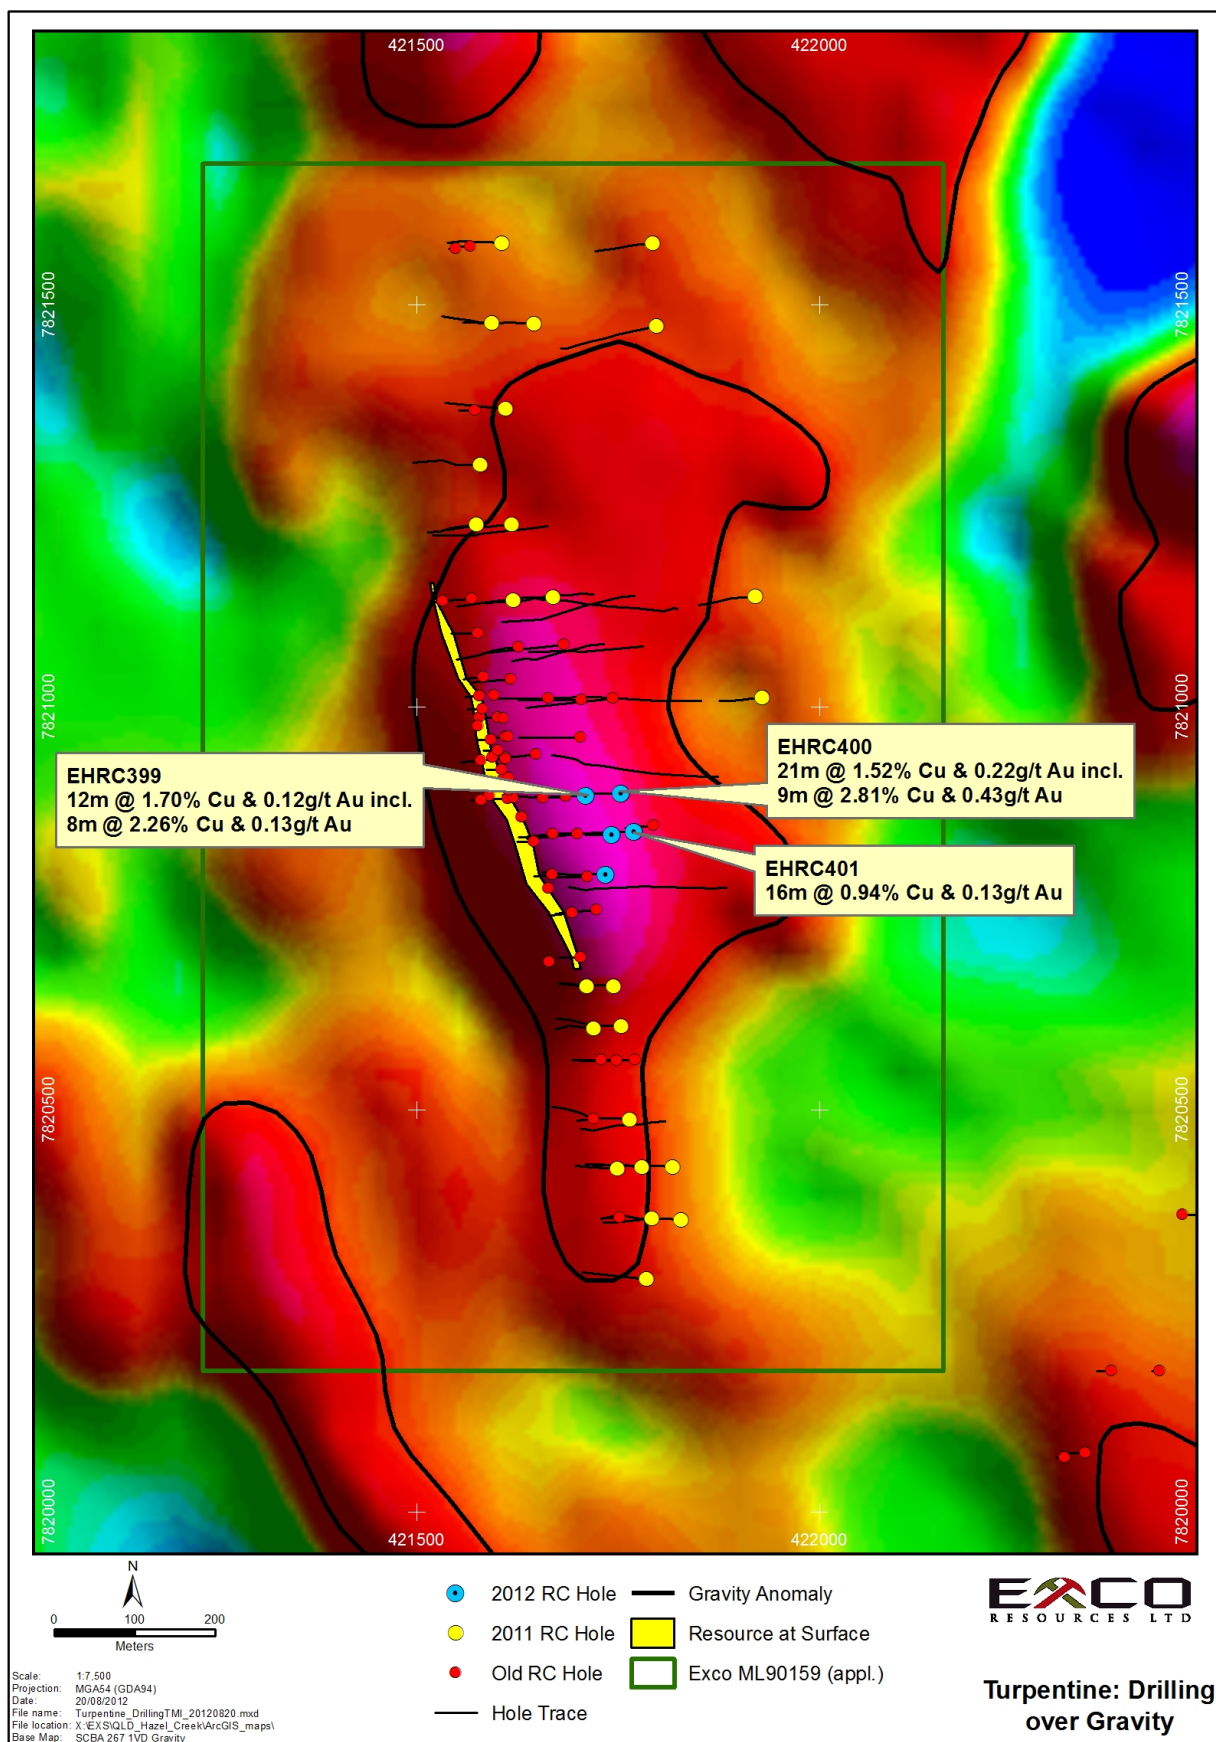 421500
422000
7821500
7821500
7821000
7821000
EHRC399
12m @ 1.70% Cu & 0.12g/t Au incl.
8m @ 2.26% Cu & 0.13g/t Au
EHRC400
21m @ 1.52% Cu & 0.22g/t Au incl.
9m @ 2.81% Cu & 0.43g/t Au
EHRC401
16m @ 0.94% Cu & 0.13g/t Au
7820500
7820500
7820000
7820000
421500
422000
N
0 100 200
Meters
2012 RC Hole
2011 RC Hole
Old RC Hole
Hole Trace
Gravity Anomaly
Resource at Surface
Exco ML90159 (appl.)
EXCO
RESOURCES LTD
Turpentine: Drilling
over Gravity
Scale: 1:7,500
Projection: MGA54 (GDA94)
Date: 20/08/2012
File name: Turpentine_DrillingTMI_20120820.mxd
File location: X:\EXS\QLD_Hazel_Creek\ArcGIS_maps\
Base Map: SCBA 267 1VD Gravity